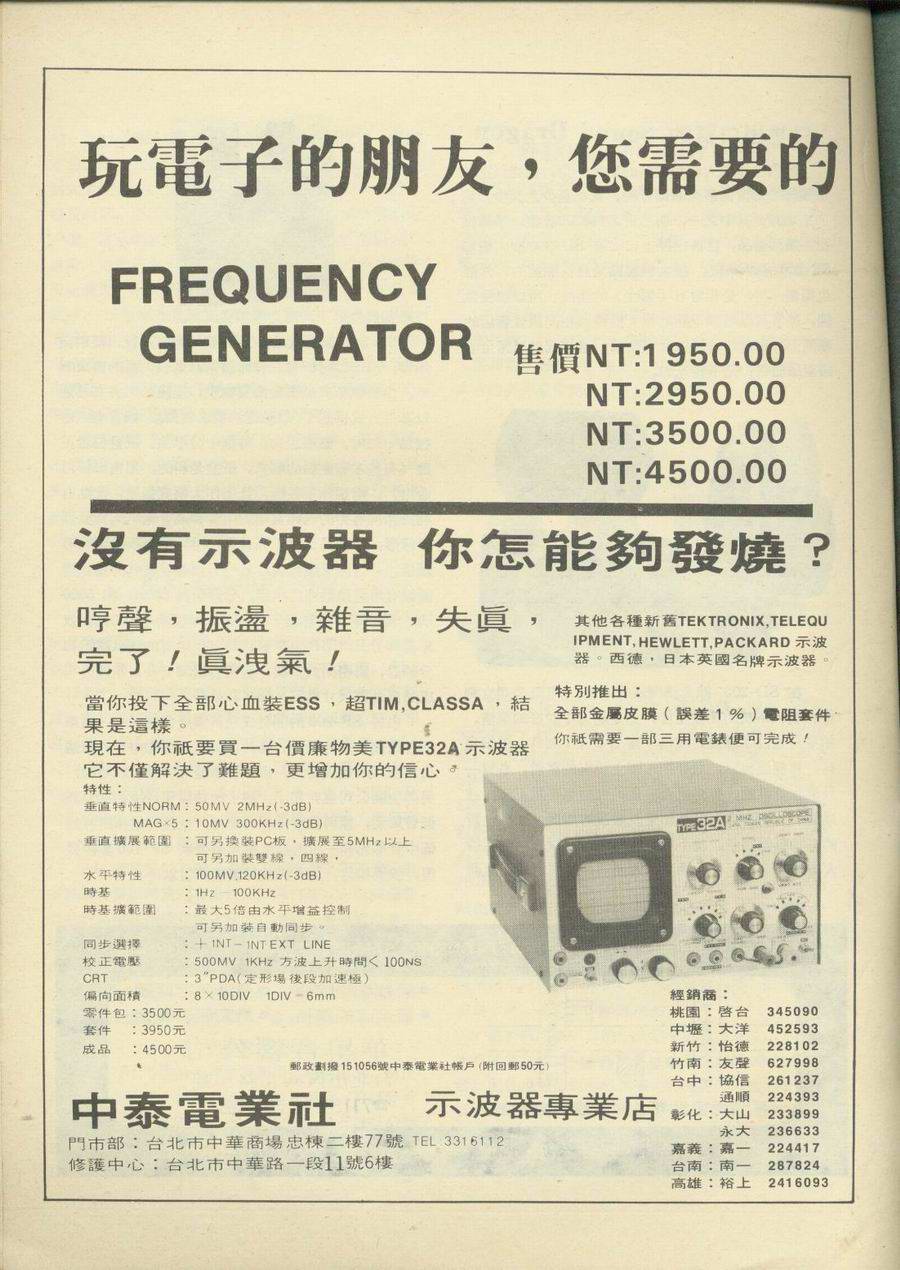 玩電子的朋友，您需要的
FREQUENCY
GENERATOR
售價NT:1950.00
NT:2950.00
NT:3500.00
NT:4500.00
沒有示波器 你怎能夠發燒？
哼聲，振盪，雜音，失眞，
完了！眞洩氣！
當你投下全部心血裝ESS，超TIM,CLASSA，結
果是這樣。
現在，你祇要買一台價廉物美TYPE32A示波器
它不僅解決了難題，更增加你的信心。
其他各種新舊TEKTRONIX,TELEQU
IPMENT,HEWLETT,PACKARD 示波
器。西德，日本英國名牌示波器。
特別推出：
全部金屬皮膜（誤差1％）電阻套件
你祇需要一部三用電錶便可完成！
特性：
垂直特性NORM：50MV 2MHz(-3dB)
MAG×5：10MV 300KHz(-3dB)
垂直擴展範圍：可另換裝PC板，擴展至5MHz以上
可另加裝雙線，四線，
水平特性：100MV,120KHz(-3dB)
時基：1Hz－100KHz
時基擴範圍：最大5倍由水平增益控制
可另加裝自動同步。
同步選擇：＋INT－INT EXT LINE
校正電壓：500MV 1KHz 方波上升時間＜100NS
CRT：3″PDA(定形場後段加速極)
偏向面積：8×10DIV 1DIV＝6mm
零件包：3500元
套件：3950元
成品：4500元
TYPE 32A 2 MHZ OSCILLOSCOPE
郵政劃撥151056號中泰電業社帳戶(附回郵50元)
中泰電業社 示波器專業店
門市部：台北市中華商場忠棟二樓77號 TEL 3316112
修護中心：台北市中華路一段11號6樓
經銷商：
桃園：啓台 345090
中壢：大洋 452593
新竹：怡德 228102
竹南：友聲 627998
台中：協信 261237
通順 224393
彰化：大山 233899
永大 236633
嘉義：嘉一 224417
台南：南一 287824
高雄：裕上 2416093